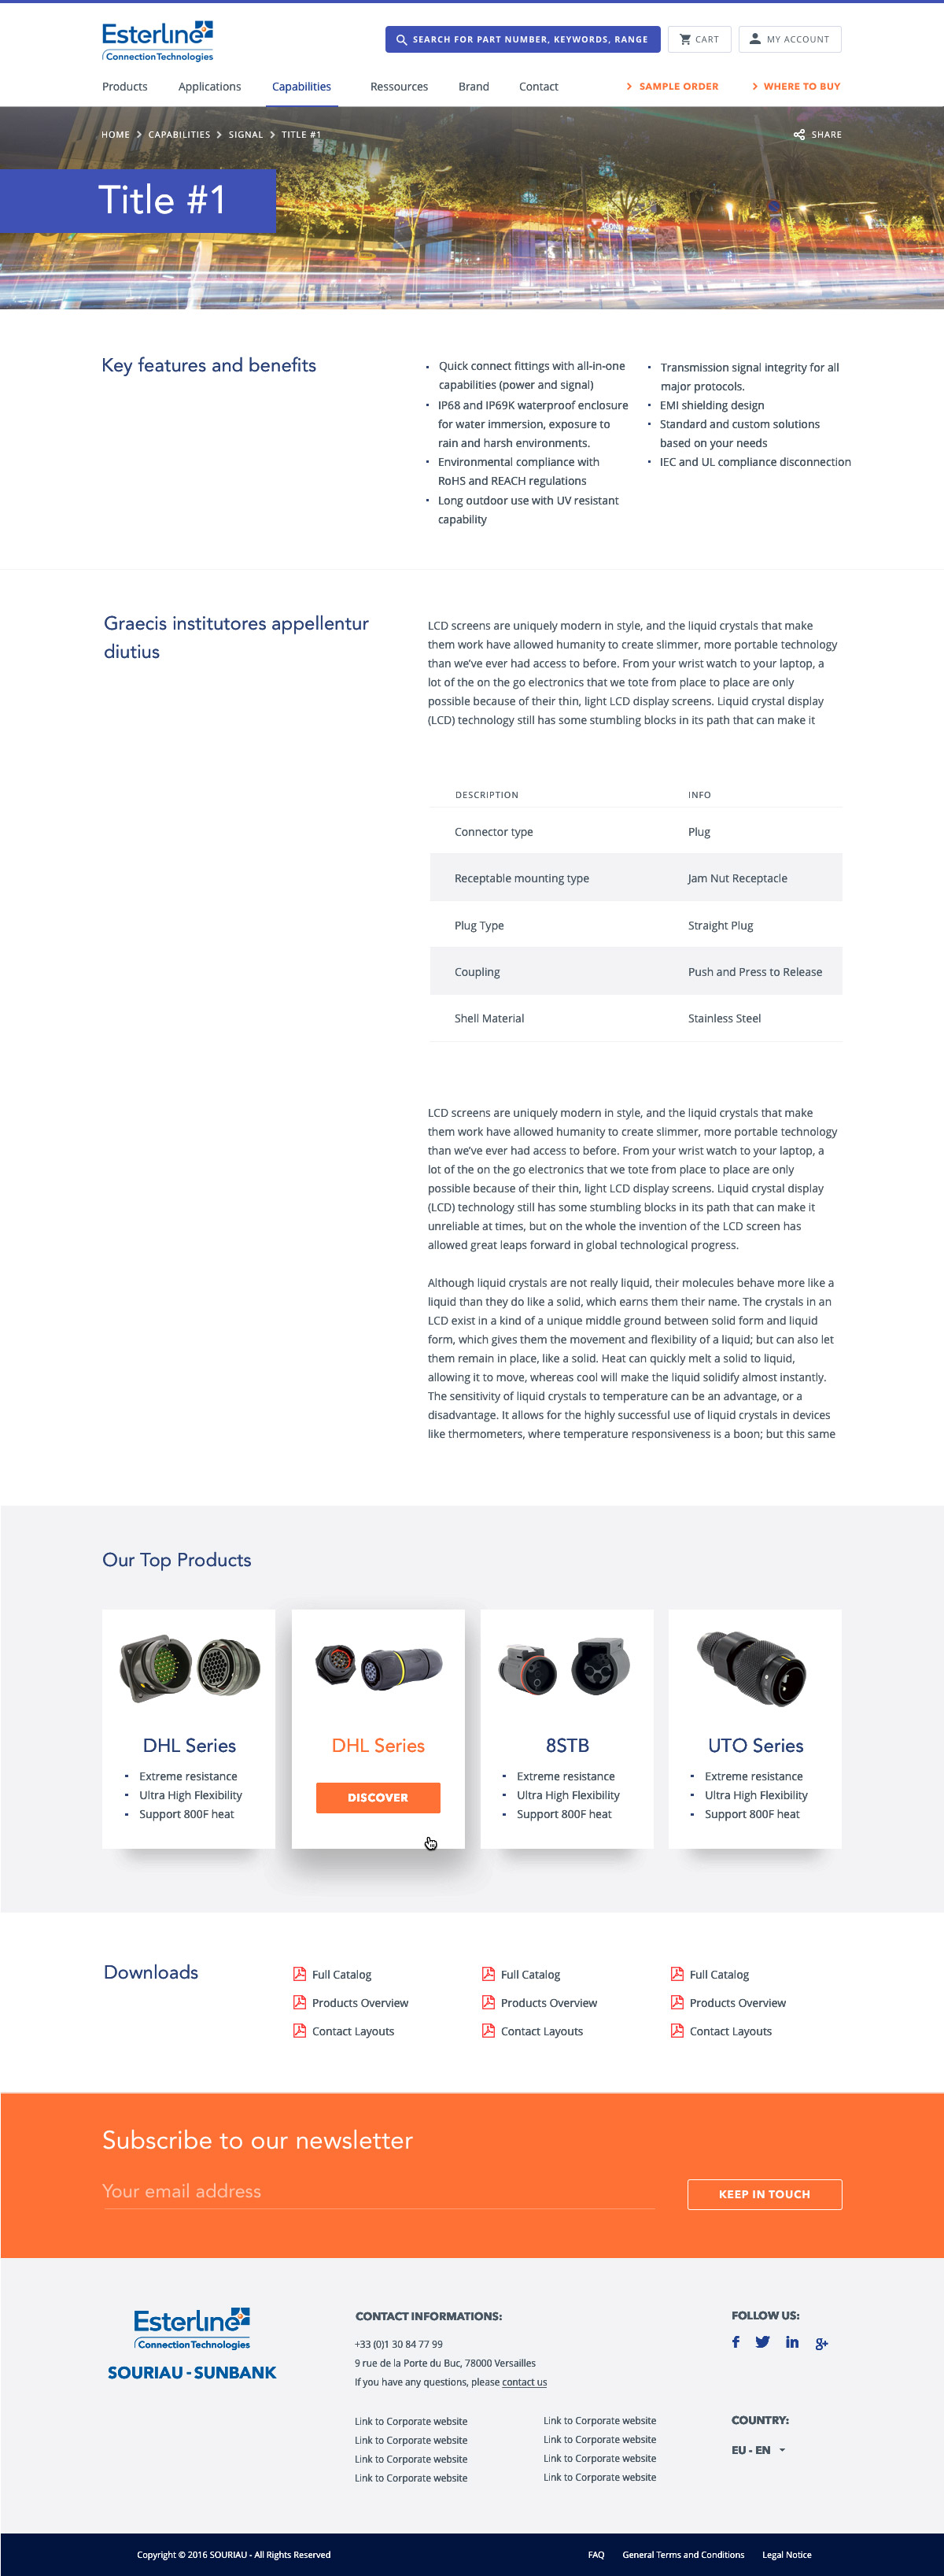 Esterline
Connection Technologies
SEARCH FOR PART NUMBER, KEYWORDS, RANGE
CART
MY ACCOUNT
Products
Applications
Capabilities
Ressources
Brand
Contact
SAMPLE ORDER
WHERE TO BUY
HOME > CAPABILITIES > SIGNAL > TITLE #1
SHARE
Title #1
Key features and benefits
Quick connect fittings with all-in-one
capabilities (power and signal)
IP68 and IP69K waterproof enclosure
for water immersion, exposure to
rain and harsh environments.
Environmental compliance with
RoHS and REACH regulations
Long outdoor use with UV resistant
capability
Transmission signal integrity for all
major protocols.
EMI shielding design
Standard and custom solutions
based on your needs
IEC and UL compliance disconnection
Graecis institutores appellentur
diutius
LCD screens are uniquely modern in style, and the liquid crystals that make
them work have allowed humanity to create slimmer, more portable technology
than we've ever had access to before. From your wrist watch to your laptop, a
lot of the on the go electronics that we tote from place to place are only
possible because of their thin, light LCD display screens. Liquid crystal display
(LCD) technology still has some stumbling blocks in its path that can make it
DESCRIPTION
INFO
Connector type
Plug
Receptable mounting type
Jam Nut Receptacle
Plug Type
Straight Plug
Coupling
Push and Press to Release
Shell Material
Stainless Steel
LCD screens are uniquely modern in style, and the liquid crystals that make
them work have allowed humanity to create slimmer, more portable technology
than we've ever had access to before. From your wrist watch to your laptop, a
lot of the on the go electronics that we tote from place to place are only
possible because of their thin, light LCD display screens. Liquid crystal display
(LCD) technology still has some stumbling blocks in its path that can make it
unreliable at times, but on the whole the invention of the LCD screen has
allowed great leaps forward in global technological progress.
Although liquid crystals are not really liquid, their molecules behave more like a
liquid than they do like a solid, which earns them their name. The crystals in an
LCD exist in a kind of a unique middle ground between solid form and liquid
form, which gives them the movement and flexibility of a liquid; but can also let
them remain in place, like a solid. Heat can quickly melt a solid to liquid,
allowing it to move, whereas cool will make the liquid solidify almost instantly.
The sensitivity of liquid crystals to temperature can be an advantage, or a
disadvantage. It allows for the highly successful use of liquid crystals in devices
like thermometers, where temperature responsiveness is a boon; but this same
Our Top Products
DHL Series
Extreme resistance
Ultra High Flexibility
Support 800F heat
DHL Series
DISCOVER
8STB
Extreme resistance
Ultra High Flexibility
Support 800F heat
UTO Series
Extreme resistance
Ultra High Flexibility
Support 800F heat
Downloads
Full Catalog
Products Overview
Contact Layouts
Full Catalog
Products Overview
Contact Layouts
Full Catalog
Products Overview
Contact Layouts
Subscribe to our newsletter
Your email address
KEEP IN TOUCH
Esterline
Connection Technologies
SOURIAU - SUNBANK
CONTACT INFORMATIONS:
+33 (0)1 30 84 77 99
9 rue de la Porte du Buc, 78000 Versailles
If you have any questions, please contact us
Link to Corporate website
Link to Corporate website
Link to Corporate website
Link to Corporate website
Link to Corporate website
Link to Corporate website
Link to Corporate website
Link to Corporate website
FOLLOW US:
COUNTRY:
EU - EN
Copyright © 2016 SOURIAU - All Rights Reserved
FAQ
General Terms and Conditions
Legal Notice